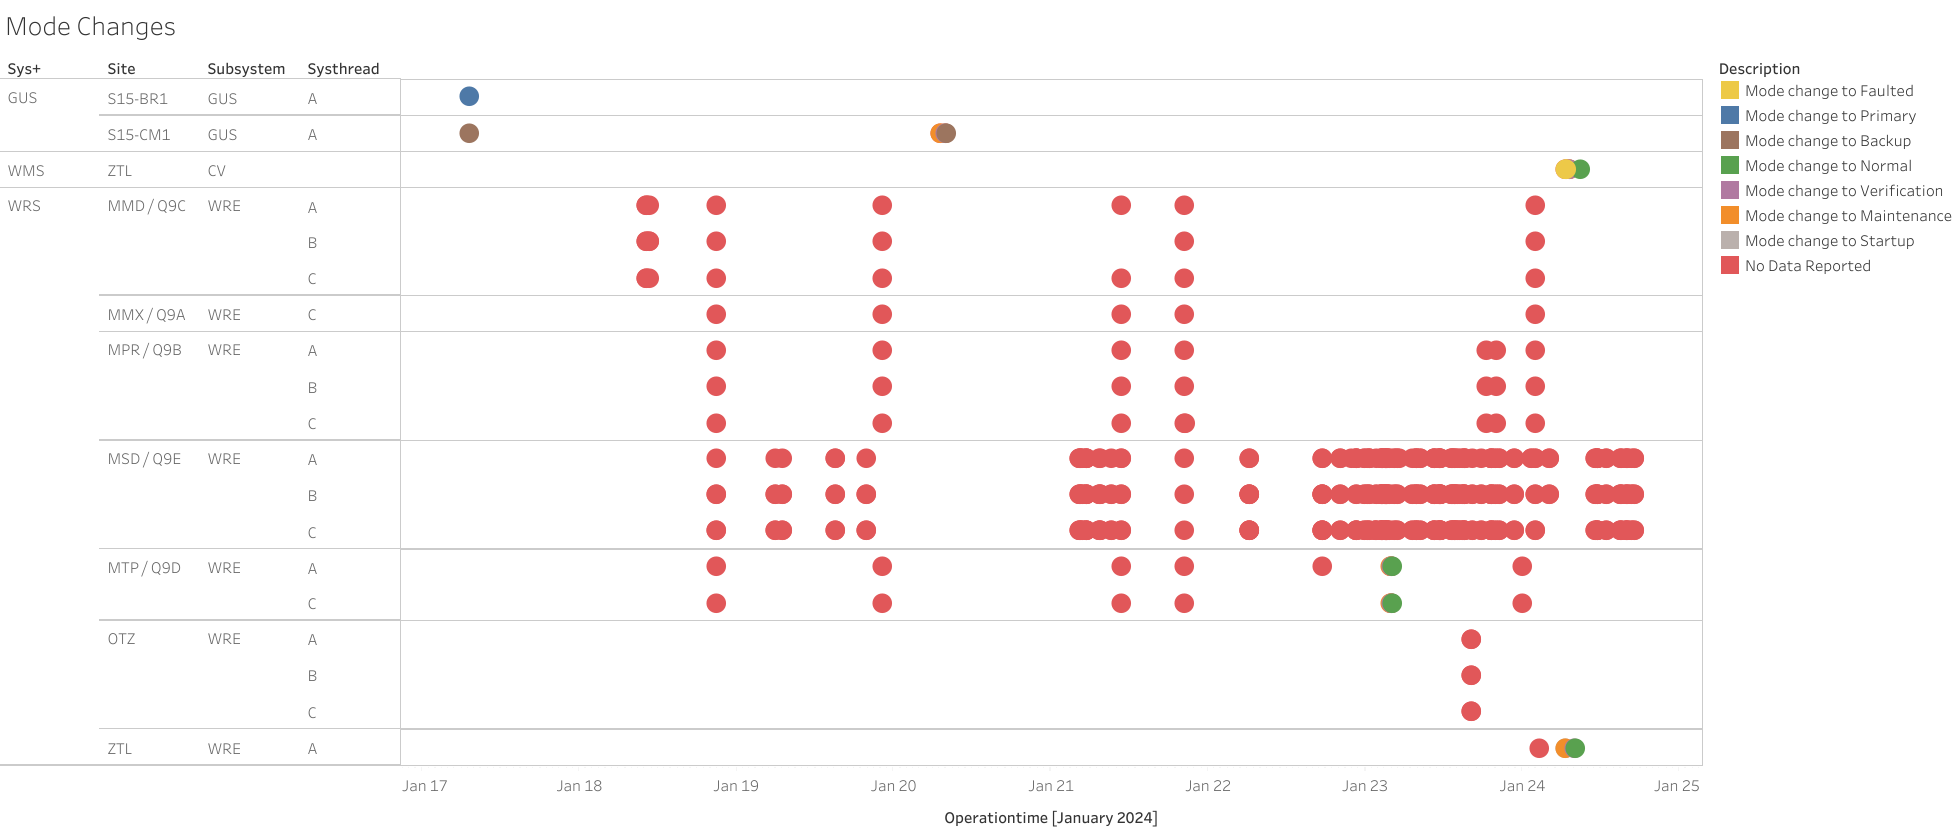 Mode Changes
Sys+ Site Subsystem Systhread Description
GUS S15-BR1 GUS A
S15-CM1 GUS A
WMS ZTL CV
WRS MMD / Q9C WRE A
B
C
MMX / Q9A WRE C
MPR / Q9B WRE A
B
C
MSD / Q9E WRE A
B
C
MTP / Q9D WRE A
C
OTZ WRE A
B
C
ZTL WRE A
Jan 17 Jan 18 Jan 19 Jan 20 Jan 21 Jan 22 Jan 23 Jan 24 Jan 25
Operationtime [January 2024]
Mode change to Faulted
Mode change to Primary
Mode change to Backup
Mode change to Normal
Mode change to Verification
Mode change to Maintenance
Mode change to Startup
No Data Reported